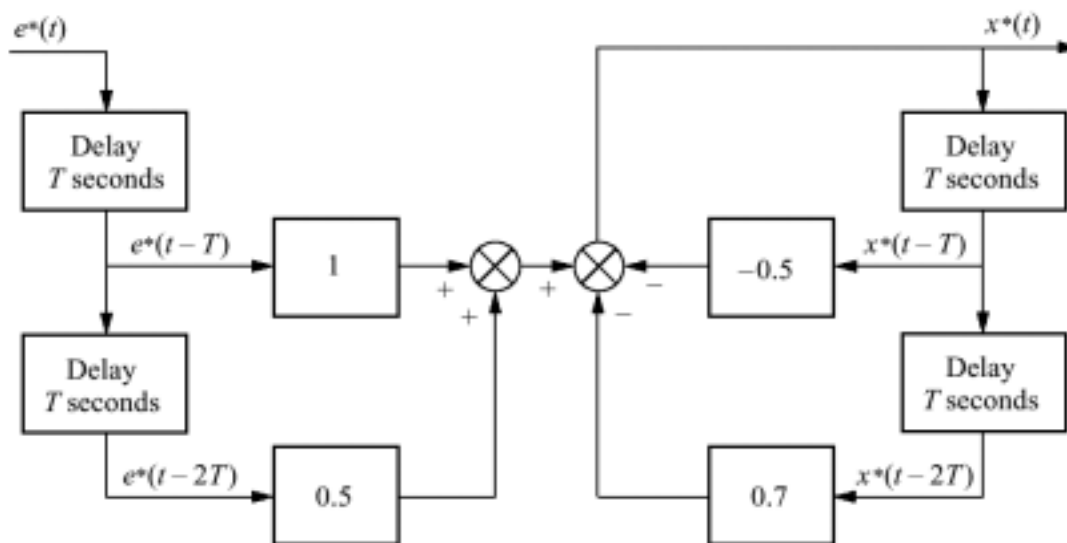 e*(t)
x*(t)
Delay
T seconds
Delay
T seconds
e*(t – T)
1
+
+
+
−
−
−0.5
x*(t – T)
Delay
T seconds
Delay
T seconds
e*(t – 2T)
0.5
0.7
x*(t – 2T)